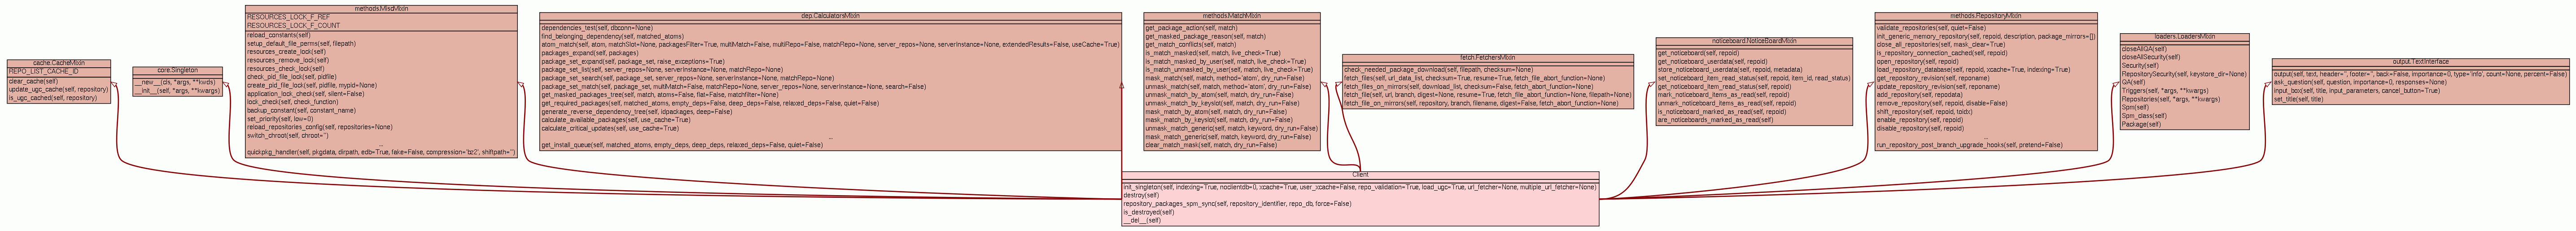 cache.CacheMixin
REPO_LIST_CACHE_ID
clear_cache(self)
update_ugc_cache(self, repository)
is_ugc_cached(self, repository)
core.Singleton
__new__(cls, *args, **kwds)
__init__(self, *args, **kwargs)
methods.MiscMixin
RESOURCES_LOCK_F_REF
RESOURCES_LOCK_F_COUNT
reload_constants(self)
setup_default_file_perms(self, filepath)
resources_create_lock(self)
resources_remove_lock(self)
resources_check_lock(self)
check_pid_file_lock(self, pidfile)
create_pid_file_lock(self, pidfile, mypid=None)
application_lock_check(self, silent=False)
lock_check(self, check_function)
backup_constant(self, constant_name)
set_priority(self, low=0)
reload_repositories_config(self, repositories=None)
switch_chroot(self, chroot='')
...
quickpkg_handler(self, pkgdata, dirpath, edb=True, fake=False, compression='bz2', shiftpath='')
dep.CalculatorsMixin
dependencies_test(self, dbconn=None)
find_belonging_dependency(self, matched_atoms)
atom_match(self, atom, matchSlot=None, packagesFilter=True, multiMatch=False, multiRepo=False, matchRepo=None, server_repos=None, serverInstance=None, extendedResults=False, useCache=True)
packages_expand(self, packages)
package_set_expand(self, package_set, raise_exceptions=True)
package_set_list(self, server_repos=None, serverInstance=None, matchRepo=None)
package_set_search(self, package_set, server_repos=None, serverInstance=None, matchRepo=None)
package_set_match(self, package_set, multiMatch=False, matchRepo=None, server_repos=None, serverInstance=None, search=False)
get_masked_packages_tree(self, match, atoms=False, flat=False, matchfilter=None)
get_required_packages(self, matched_atoms, empty_deps=False, deep_deps=False, relaxed_deps=False, quiet=False)
generate_reverse_dependency_tree(self, idpackages, deep=False)
calculate_available_packages(self, use_cache=True)
calculate_critical_updates(self, use_cache=True)
...
get_install_queue(self, matched_atoms, empty_deps, deep_deps, relaxed_deps=False, quiet=False)
methods.MatchMixin
get_package_action(self, match)
get_masked_package_reason(self, match)
get_match_conflicts(self, match)
is_match_masked(self, match, live_check=True)
is_match_masked_by_user(self, match, live_check=True)
is_match_unmasked_by_user(self, match, live_check=True)
mask_match(self, match, method='atom', dry_run=False)
unmask_match(self, match, method='atom', dry_run=False)
unmask_match_by_atom(self, match, dry_run=False)
unmask_match_by_keyslot(self, match, dry_run=False)
mask_match_by_atom(self, match, dry_run=False)
mask_match_by_keyslot(self, match, dry_run=False)
unmask_match_generic(self, match, keyword, dry_run=False)
mask_match_generic(self, match, keyword, dry_run=False)
clear_match_mask(self, match, dry_run=False)
fetch.FetchersMixin
check_needed_package_download(self, filepath, checksum=None)
fetch_files(self, url_data_list, checksum=True, resume=True, fetch_file_abort_function=None)
fetch_files_on_mirrors(self, download_list, checksum=False, fetch_abort_function=None)
fetch_file(self, url, branch, digest=None, resume=True, fetch_file_abort_function=None, filepath=None)
fetch_file_on_mirrors(self, repository, branch, filename, digest=False, fetch_abort_function=None)
noticeboard.NoticeBoardMixin
get_noticeboard(self, repoid)
get_noticeboard_userdata(self, repoid)
store_noticeboard_userdata(self, repoid, metadata)
set_noticeboard_item_read_status(self, repoid, item_id, read_status)
get_noticeboard_item_read_status(self, repoid)
mark_noticeboard_items_as_read(self, repoid)
unmark_noticeboard_items_as_read(self, repoid)
is_noticeboard_marked_as_read(self, repoid)
are_noticeboards_marked_as_read(self)
methods.RepositoryMixin
validate_repositories(self, quiet=False)
init_generic_memory_repository(self, repoid, description, package_mirrors=[])
close_all_repositories(self, mask_clear=True)
is_repository_connection_cached(self, repoid)
open_repository(self, repoid)
load_repository_database(self, repoid, xcache=True, indexing=True)
get_repository_revision(self, reponame)
update_repository_revision(self, reponame)
add_repository(self, repodata)
remove_repository(self, repoid, disable=False)
shift_repository(self, repoid, toidx)
enable_repository(self, repoid)
disable_repository(self, repoid)
...
run_repository_post_branch_upgrade_hooks(self, pretend=False)
loaders.LoadersMixin
closeAllQA(self)
closeAllSecurity(self)
Security(self)
RepositorySecurity(self, keystore_dir=None)
QA(self)
Triggers(self, *args, **kwargs)
Repositories(self, *args, **kwargs)
Spm(self)
Spm_class(self)
Package(self)
output.TextInterface
output(self, text, header='', footer='', back=False, importance=0, type='info', count=None, percent=False)
ask_question(self, question, importance=0, responses=None)
input_box(self, title, input_parameters, cancel_button=True)
set_title(self, title)
Client
init_singleton(self, indexing=True, noclientdb=0, xcache=True, user_xcache=False, repo_validation=True, load_ugc=True, url_fetcher=None, multiple_url_fetcher=None)
destroy(self)
repository_packages_spm_sync(self, repository_identifier, repo_db, force=False)
is_destroyed(self)
__del__(self)